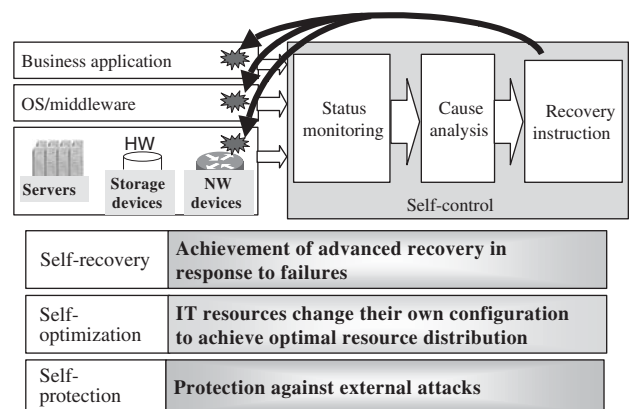 Business application
OS/middleware
HW
Servers
Storage
devices
NW
devices
Status
monitoring
Cause
analysis
Recovery
instruction
Self-control
Self-recovery
Achievement of advanced recovery in
response to failures
Self-
optimization
IT resources change their own configuration
to achieve optimal resource distribution
Self-
protection
Protection against external attacks